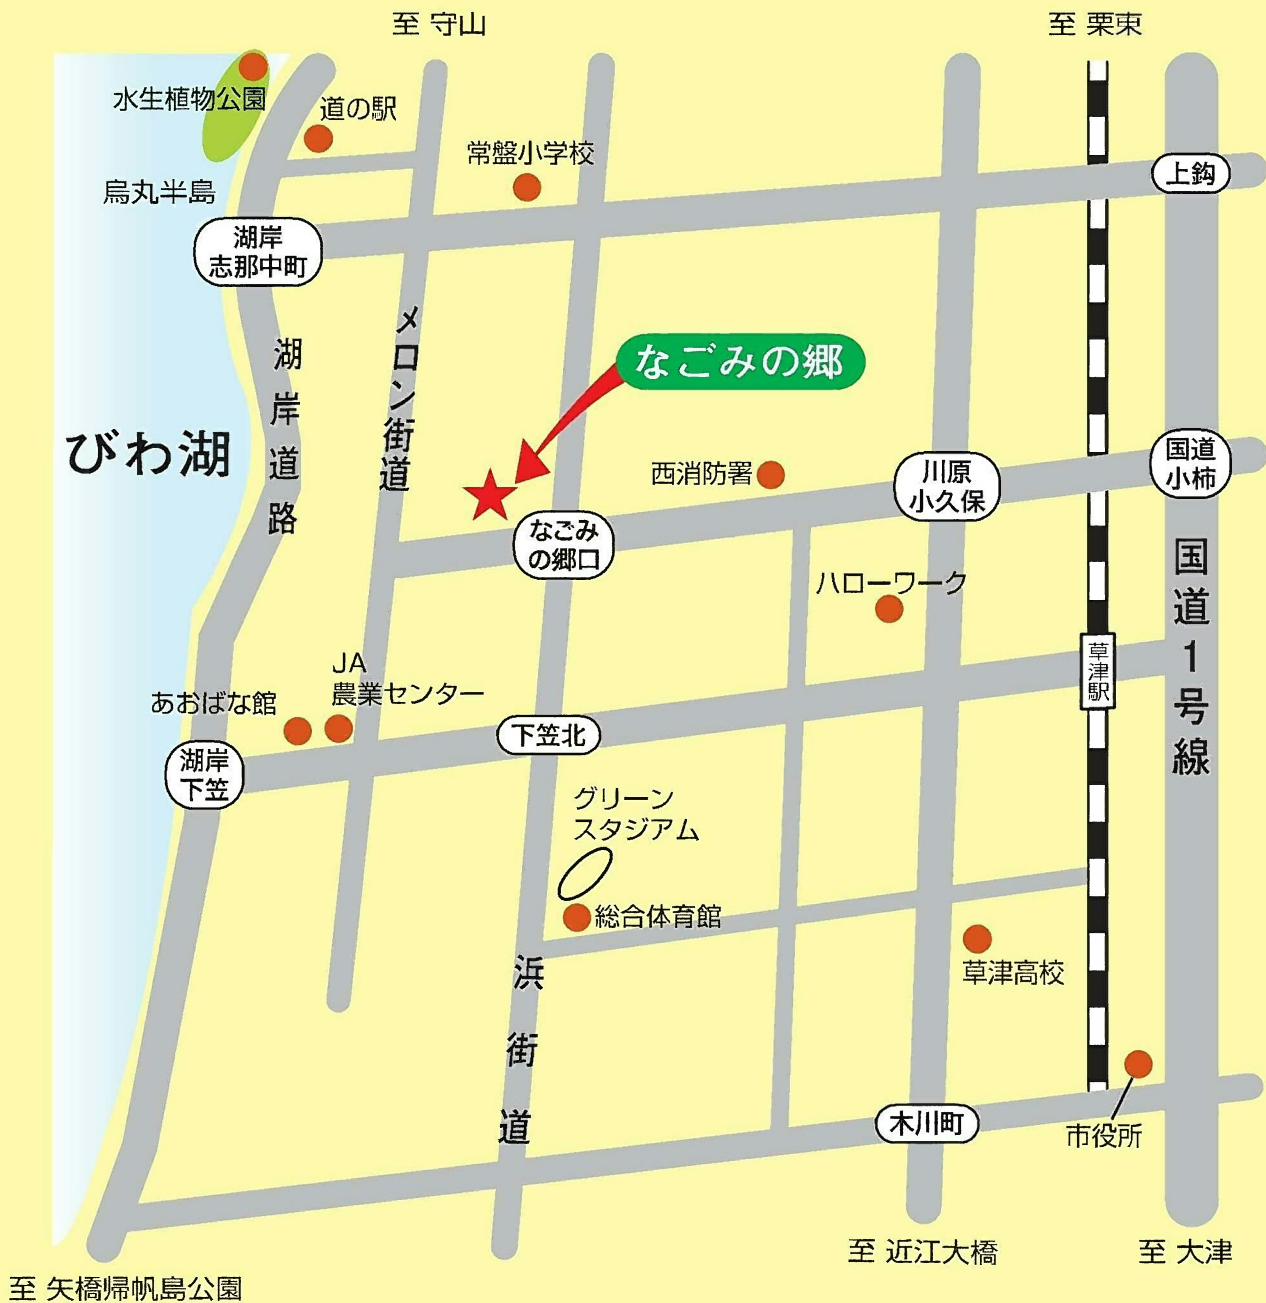 至 守山
至 栗東
水生植物公園
道の駅
常盤小学校
上鈎
烏丸半島
湖岸
志那中町
メロン街道
湖岸道路
なごみの郷
びわ湖
西消防署
川原
小久保
国道
小柿
なごみ
の郷口
国道1号線
ハローワーク
草津駅
JA
農業センター
あおばな館
下笠北
湖岸
下笠
グリーン
スタジアム
総合体育館
浜街道
草津高校
木川町
市役所
至 近江大橋
至 大津
至 矢橋帰帆島公園